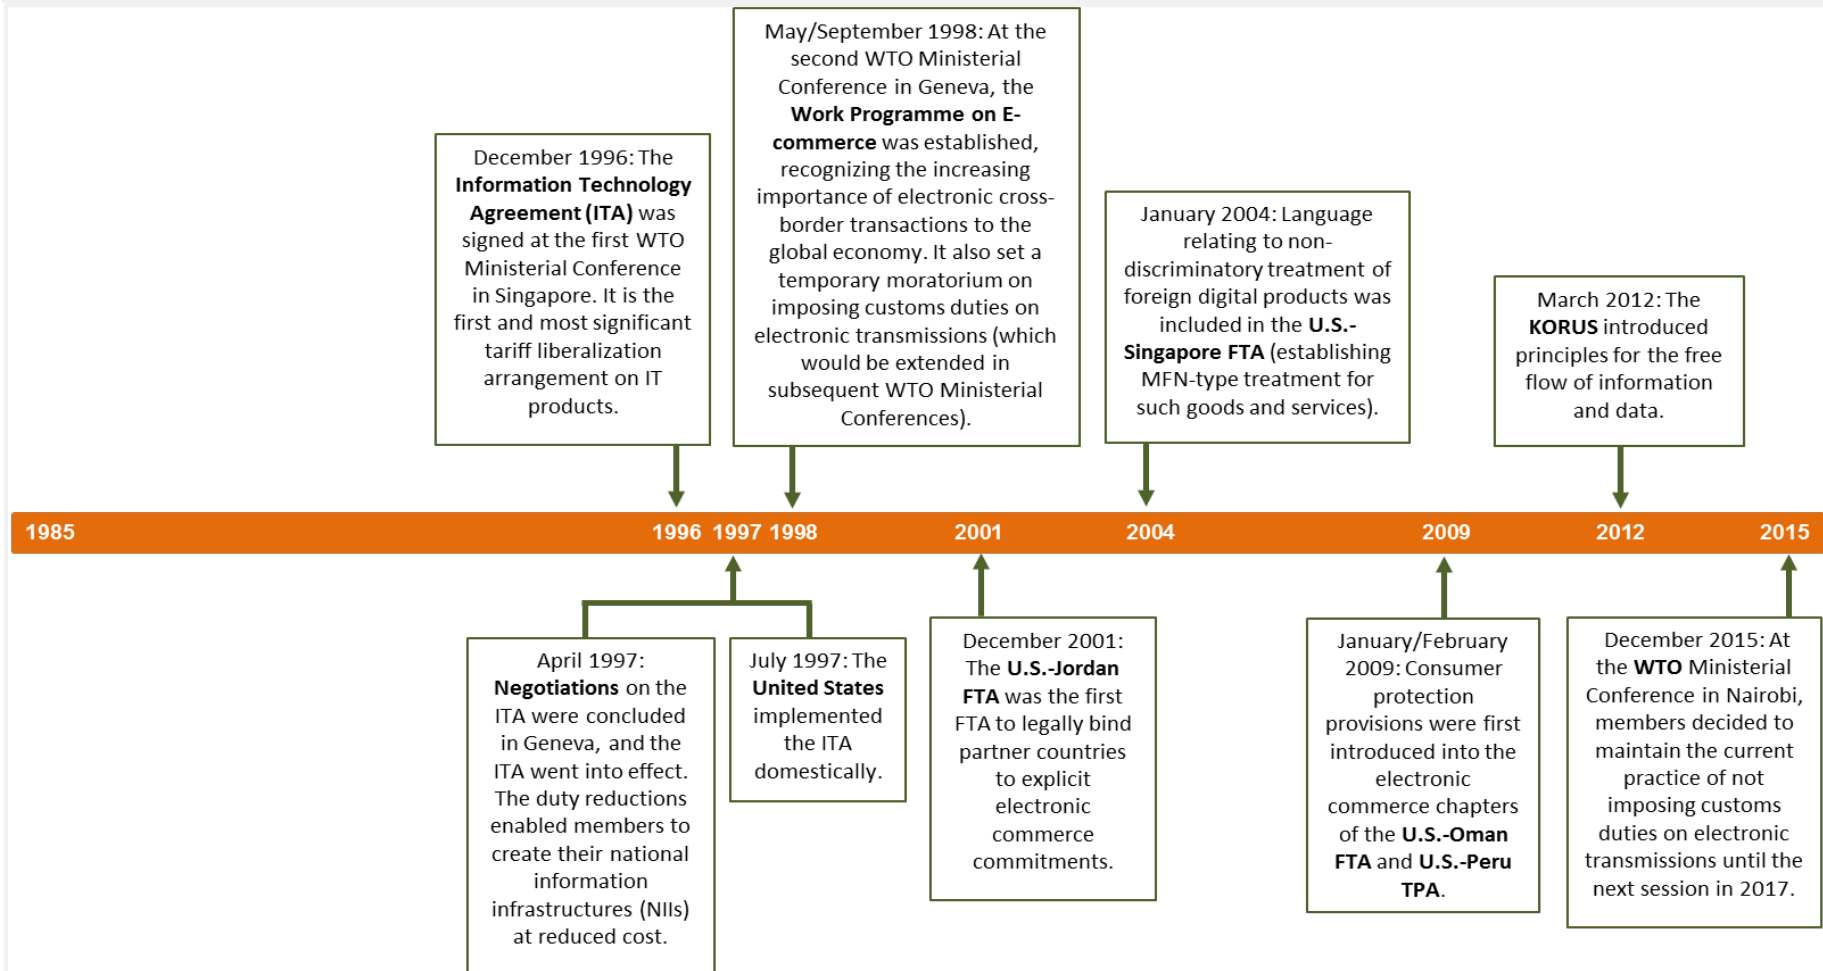 December 1996: The
Information Technology
Agreement (ITA) was
signed at the first WTO
Ministerial Conference
in Singapore. It is the
first and most significant
tariff liberalization
arrangement on IT
products.
May/September 1998: At the
second WTO Ministerial
Conference in Geneva, the
Work Programme on E-
commerce was established,
recognizing the increasing
importance of electronic cross-
border transactions to the
global economy. It also set a
temporary moratorium on
imposing customs duties on
electronic transmissions (which
would be extended in
subsequent WTO Ministerial
Conferences).
January 2004: Language
relating to non-
discriminatory treatment of
foreign digital products was
included in the U.S.-
Singapore FTA (establishing
MFN-type treatment for
such goods and services).
March 2012: The
KORUS introduced
principles for the free
flow of information
and data.
1985 1996 1997 1998 2001 2004 2009 2012 2015
April 1997:
Negotiations on the
ITA were concluded
in Geneva, and the
ITA went into effect.
The duty reductions
enabled members to
create their national
information
infrastructures (NIIs)
at reduced cost.
July 1997: The
United States
implemented
the ITA
domestically.
December 2001:
The U.S.-Jordan
FTA was the first
FTA to legally bind
partner countries
to explicit
electronic
commerce
commitments.
January/February
2009: Consumer
protection
provisions were first
introduced into the
electronic
commerce chapters
of the U.S.-Oman
FTA and U.S.-Peru
TPA.
December 2015: At
the WTO Ministerial
Conference in Nairobi,
members decided to
maintain the current
practice of not
imposing customs
duties on electronic
transmissions until the
next session in 2017.